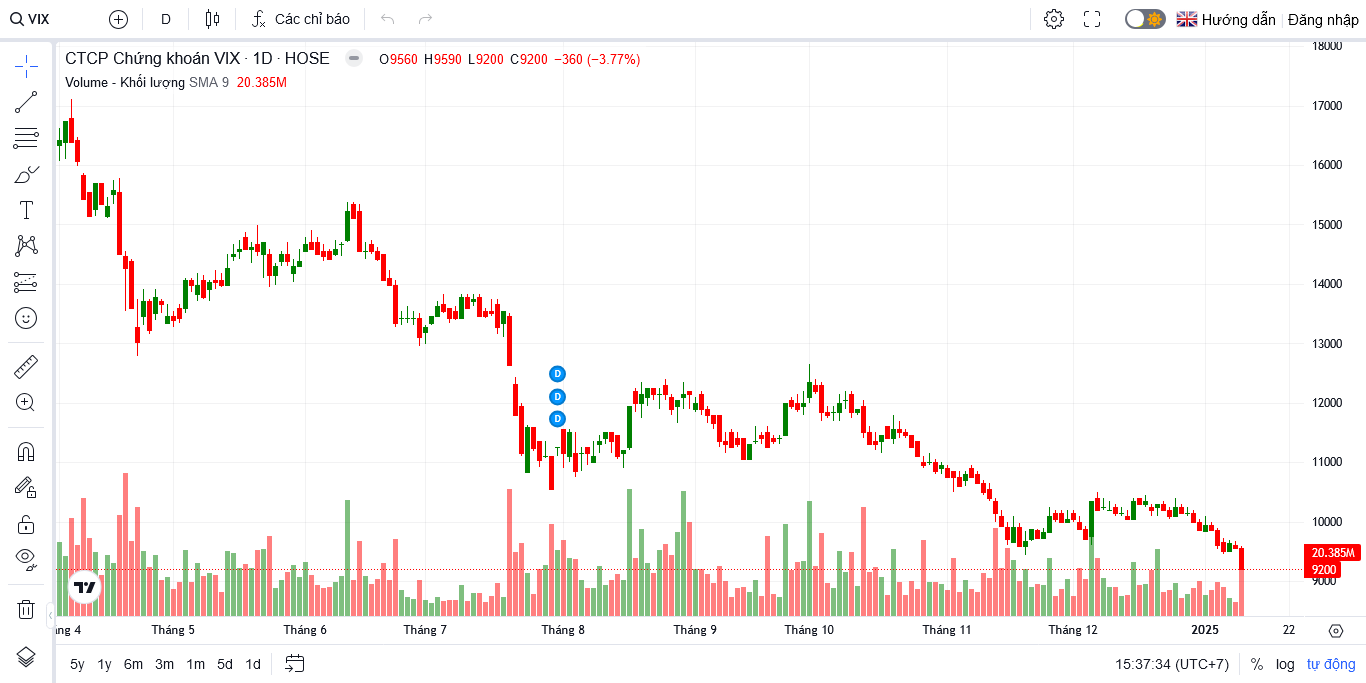 VIX D Các chỉ báo Hướng dẫn Đăng nhập
CTCP Chứng khoán VIX · 1D · HOSE O9560 H9590 L9200 C9200 −360 (−3.77%)
Volume - Khối lượng SMA 9 20.385M
18000
17000
16000
15000
14000
13000
12000
11000
10000
20.385M
9200
9000
D
D
D
ng 4 Tháng 5 Tháng 6 Tháng 7 Tháng 8 Tháng 9 Tháng 10 Tháng 11 Tháng 12 2025 22
5y 1y 6m 3m 1m 5d 1d 15:37:34 (UTC+7) % log tự động